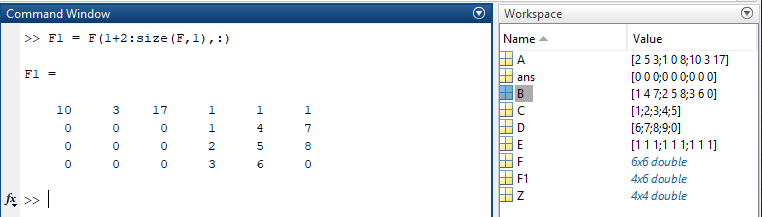 Command Window
>> F1 = F(1+2:size(F,1),:)
F1 =
10 3 17 1 1 1
0 0 0 1 4 7
0 0 0 2 5 8
0 0 0 3 6 0
fx >>
Workspace
Name Value
A [2 5 3;1 0 8;10 3 17]
ans [0 0 0;0 0 0;0 0 0]
B [1 4 7;2 5 8;3 6 0]
C [1;2;3;4;5]
D [6;7;8;9;0]
E [1 1 1;1 1 1;1 1 1]
F 6x6 double
F1 4x6 double
Z 4x4 double